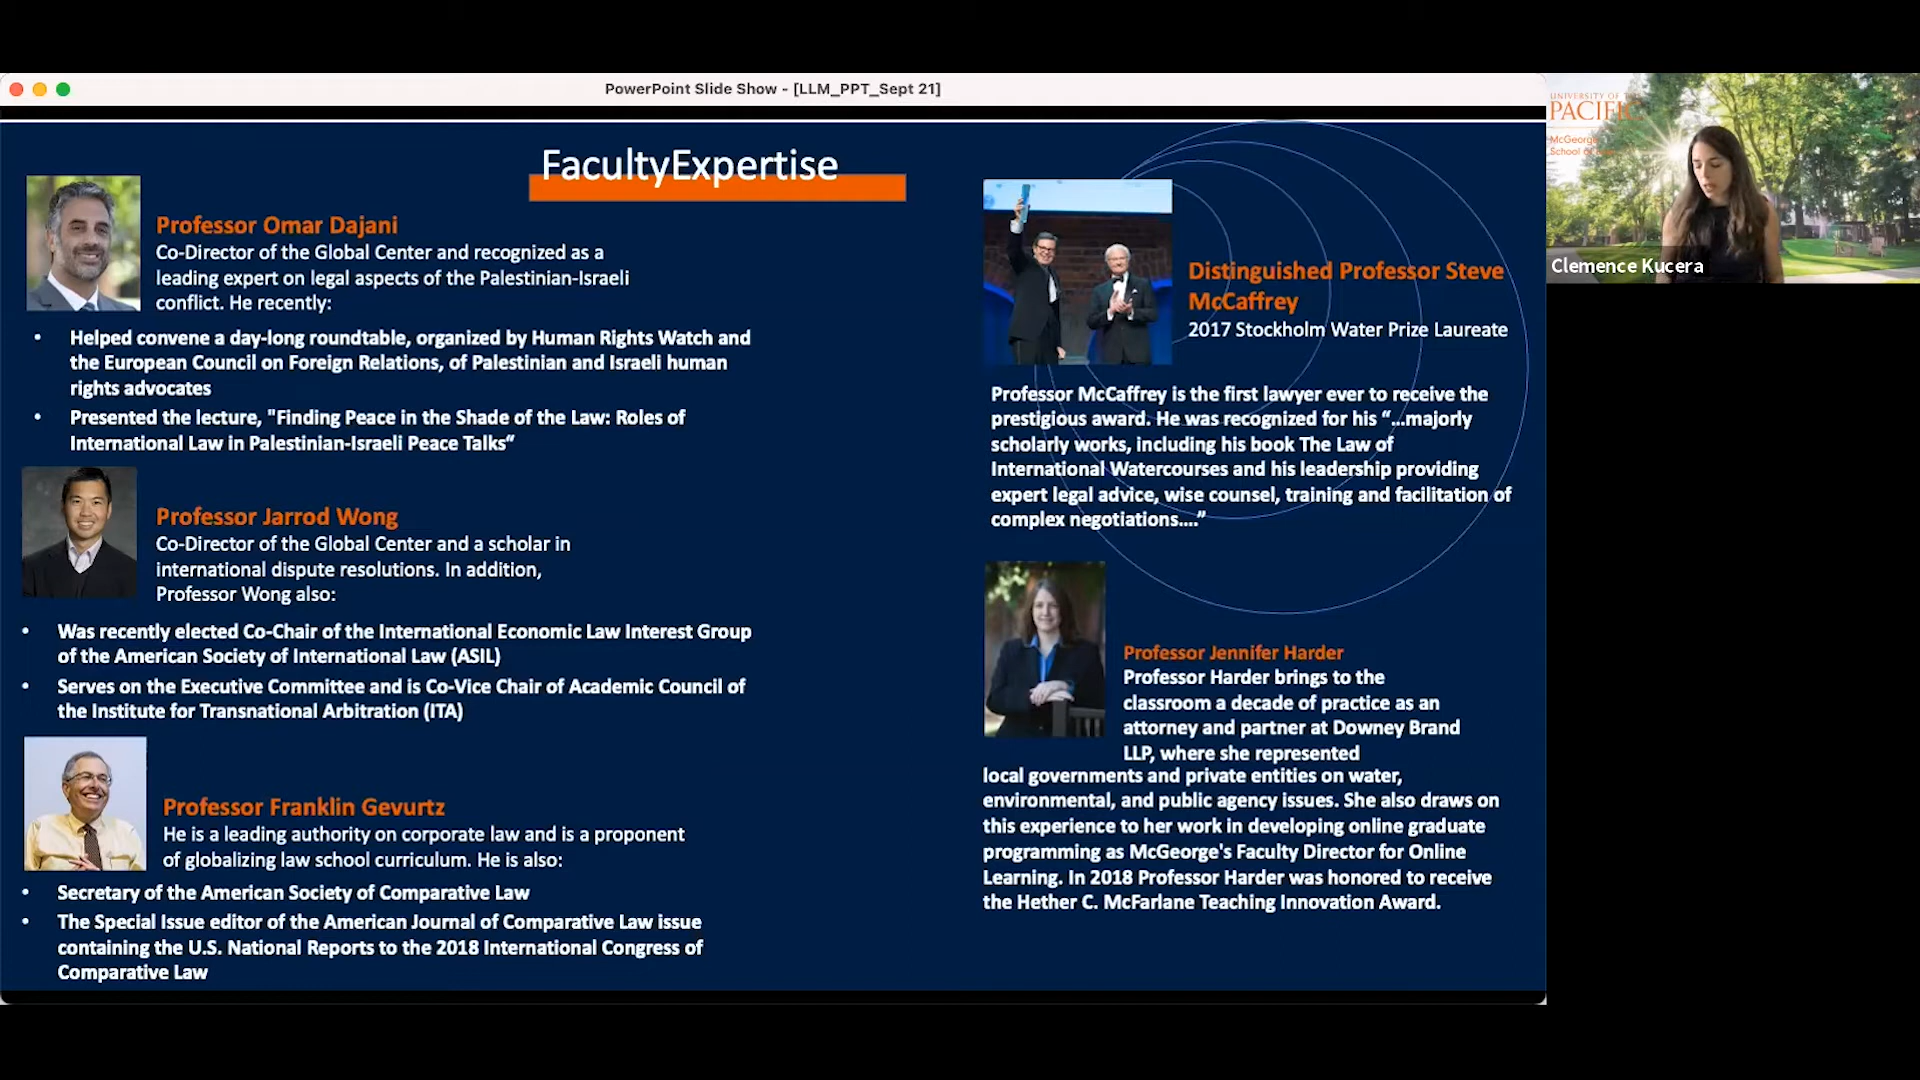 PowerPoint Slide Show - [LLM_PPT_Sept 21]
FacultyExpertise
Professor Omar Dajani
Co-Director of the Global Center and recognized as a
leading expert on legal aspects of the Palestinian-Israeli
conflict. He recently:
• Helped convene a day-long roundtable, organized by Human Rights Watch and
the European Council on Foreign Relations, of Palestinian and Israeli human
rights advocates
• Presented the lecture, "Finding Peace in the Shade of the Law: Roles of
International Law in Palestinian-Israeli Peace Talks“
Professor Jarrod Wong
Co-Director of the Global Center and a scholar in
international dispute resolutions. In addition,
Professor Wong also:
• Was recently elected Co-Chair of the International Economic Law Interest Group
of the American Society of International Law (ASIL)
• Serves on the Executive Committee and is Co-Vice Chair of Academic Council of
the Institute for Transnational Arbitration (ITA)
Professor Franklin Gevurtz
He is a leading authority on corporate law and is a proponent
of globalizing law school curriculum. He is also:
• Secretary of the American Society of Comparative Law
• The Special Issue editor of the American Journal of Comparative Law issue
containing the U.S. National Reports to the 2018 International Congress of
Comparative Law
Distinguished Professor Steve
McCaffrey
2017 Stockholm Water Prize Laureate
Professor McCaffrey is the first lawyer ever to receive the
prestigious award. He was recognized for his “…majorly
scholarly works, including his book The Law of
International Watercourses and his leadership providing
expert legal advice, wise counsel, training and facilitation of
complex negotiations….”
Professor Jennifer Harder
Professor Harder brings to the
classroom a decade of practice as an
attorney and partner at Downey Brand
LLP, where she represented
local governments and private entities on water,
environmental, and public agency issues. She also draws on
this experience to her work in developing online graduate
programming as McGeorge's Faculty Director for Online
Learning. In 2018 Professor Harder was honored to receive
the Hether C. McFarlane Teaching Innovation Award.
UNIVERSITY OF
PACIFIC
McGeorge
School of
Clemence Kucera